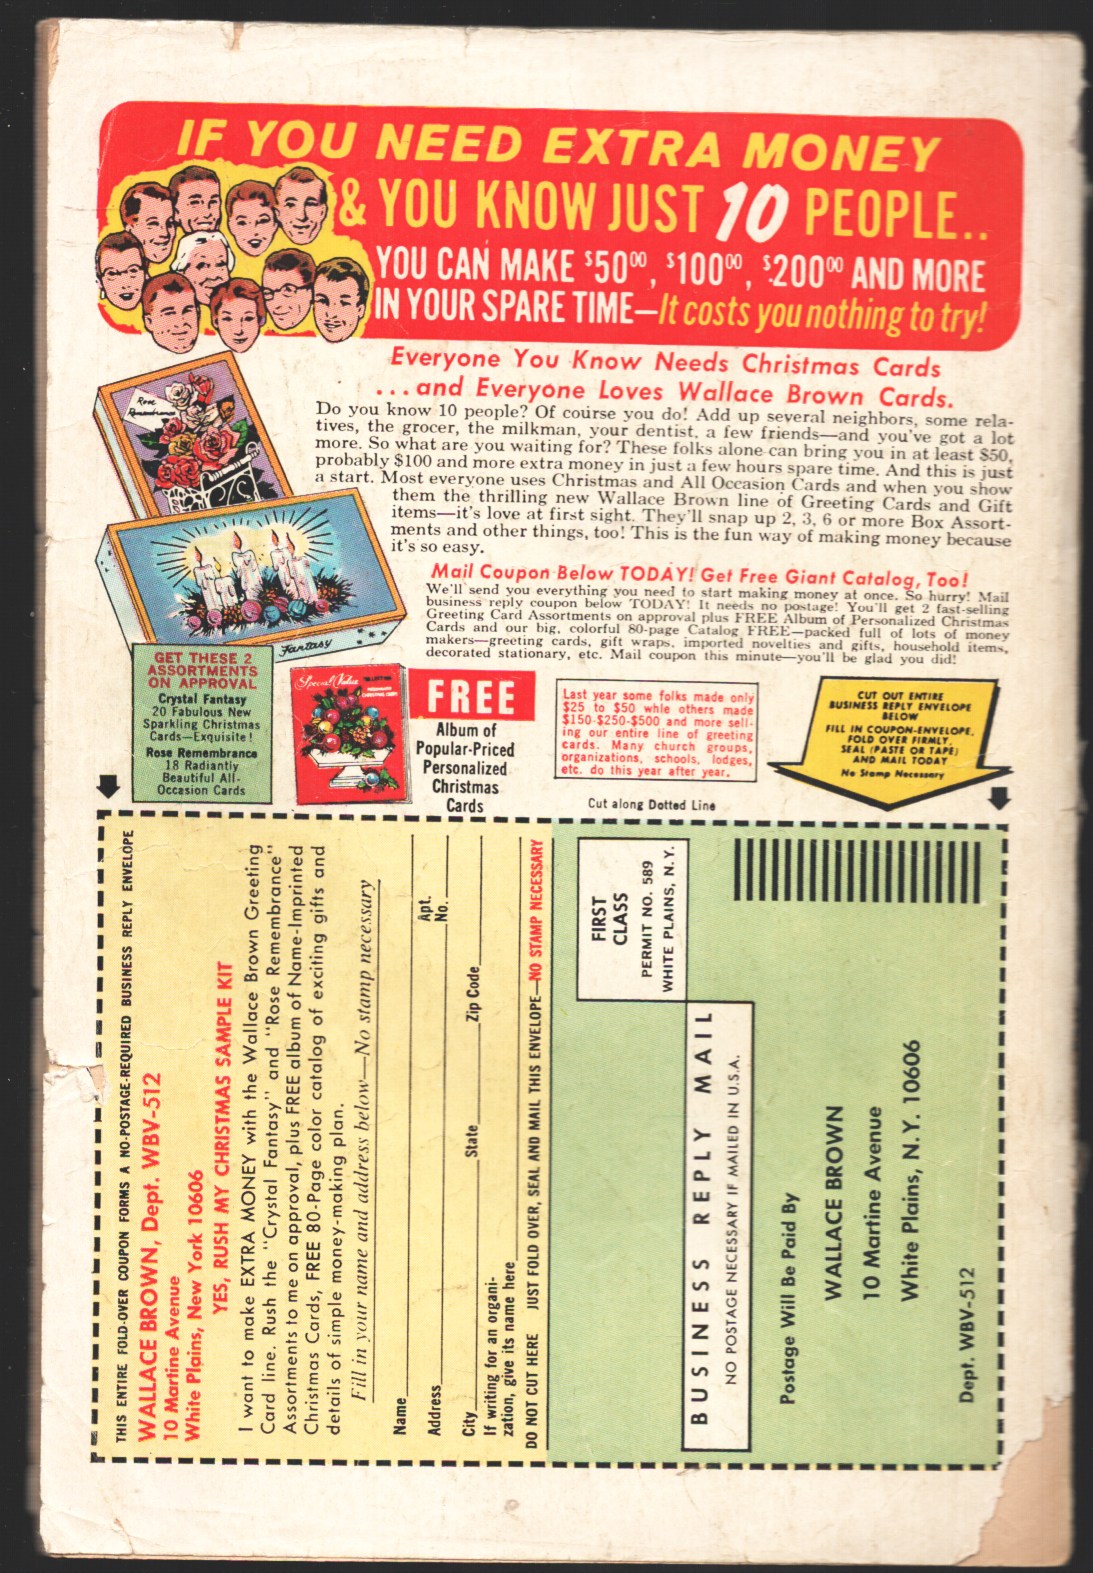 IF YOU NEED EXTRA MONEY
& YOU KNOW JUST 10 PEOPLE..
YOU CAN MAKE $50⁰⁰, $100⁰⁰, $200⁰⁰ AND MORE
IN YOUR SPARE TIME—It costs you nothing to try!
Everyone You Know Needs Christmas Cards
...and Everyone Loves Wallace Brown Cards.
Do you know 10 people? Of course you do! Add up several neighbors, some rela-
tives, the grocer, the milkman, your dentist, a few friends—and you've got a lot
more. So what are you waiting for? These folks alone can bring you in at least $50,
probably $100 and more extra money in just a few hours spare time. And this is just
a start. Most everyone uses Christmas and All Occasion Cards and when you show
them the thrilling new Wallace Brown line of Greeting Cards and Gift
items—it's love at first sight. They'll snap up 2, 3, 6 or more Box Assort-
ments and other things, too! This is the fun way of making money because
it's so easy.
Rose
Remembrance
Fantasy
Mail Coupon Below TODAY! Get Free Giant Catalog, Too!
We'll send you everything you need to start making money at once. So hurry! Mail
business reply coupon below TODAY! It needs no postage! You'll get 2 fast-selling
Greeting Card Assortments on approval plus FREE Album of Personalized Christmas
Cards and our big, colorful 80-page Catalog FREE—packed full of lots of money
makers—greeting cards, gift wraps, imported novelties and gifts, household items,
decorated stationary, etc. Mail coupon this minute—you'll be glad you did!
GET THESE 2
ASSORTMENTS
ON APPROVAL
Crystal Fantasy
20 Fabulous New
Sparkling Christmas
Cards—Exquisite!
Rose Remembrance
18 Radiantly
Beautiful All-
Occasion Cards
Special Value
FREE
Album of
Popular-Priced
Personalized
Christmas
Cards
Last year some folks made only
$25 to $50 whle others made
$150-$250-$500 and more sell-
ing our entire line of greeting
cards. Many church groups,
organizations, schools, lodges,
etc. do this year after year.
Cut along Dotted Line
CUT OUT ENTIRE
BUSINESS REPLY ENVELOPE
BELOW
FILL IN COUPON-ENVELOPE,
FOLD OVER FIRMLY,
SEAL (PASTE OR TAPE)
AND MAIL TODAY
No Stamp Necessary
THIS ENTIRE FOLD-OVER COUPON FORMS A NO-POSTAGE-REQUIRED BUSINESS REPLY ENVELOPE
WALLACE BROWN, Dept. WBV-512
10 Martine Avenue
White Plains, New York 10606
YES, RUSH MY CHRISTMAS SAMPLE KIT
I want to make EXTRA MONEY with the Wallace Brown Greeting
Card line. Rush the "Crystal Fantasy" and "Rose Remembrance"
Assortments to me on approval, plus FREE album of Name-Imprinted
Christmas Cards, FREE 80-Page color catalog of exciting gifts and
details of simple money-making plan.
Fill in your name and address below—No stamp necessary
Name
Address Apt. No.
City State Zip Code
If writing for an organi-
zation, give its name here
DO NOT CUT HERE JUST FOLD OVER, SEAL AND MAIL THIS ENVELOPE—NO STAMP NECESSARY
FIRST
CLASS
PERMIT NO. 589
WHITE PLAINS, N.Y.
BUSINESS REPLY MAIL
NO POSTAGE NECESSARY IF MAILED IN U.S.A.
Postage Will Be Paid By
WALLACE BROWN
10 Martine Avenue
White Plains, N. Y. 10606
Dept. WBV-512